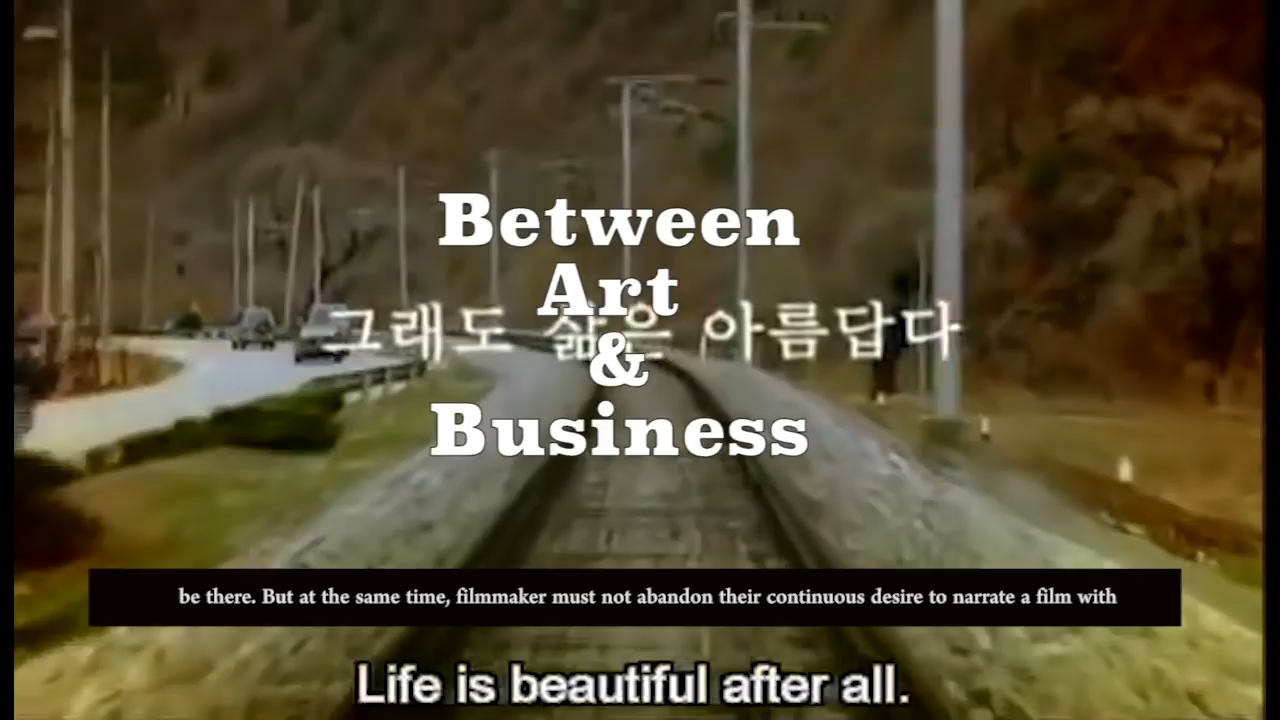 Between
Art
그래도 삶은 아름답다
&
Business
be there. But at the same time, filmmaker must not abandon their continuous desire to narrate a film with
Life is beautiful after all.